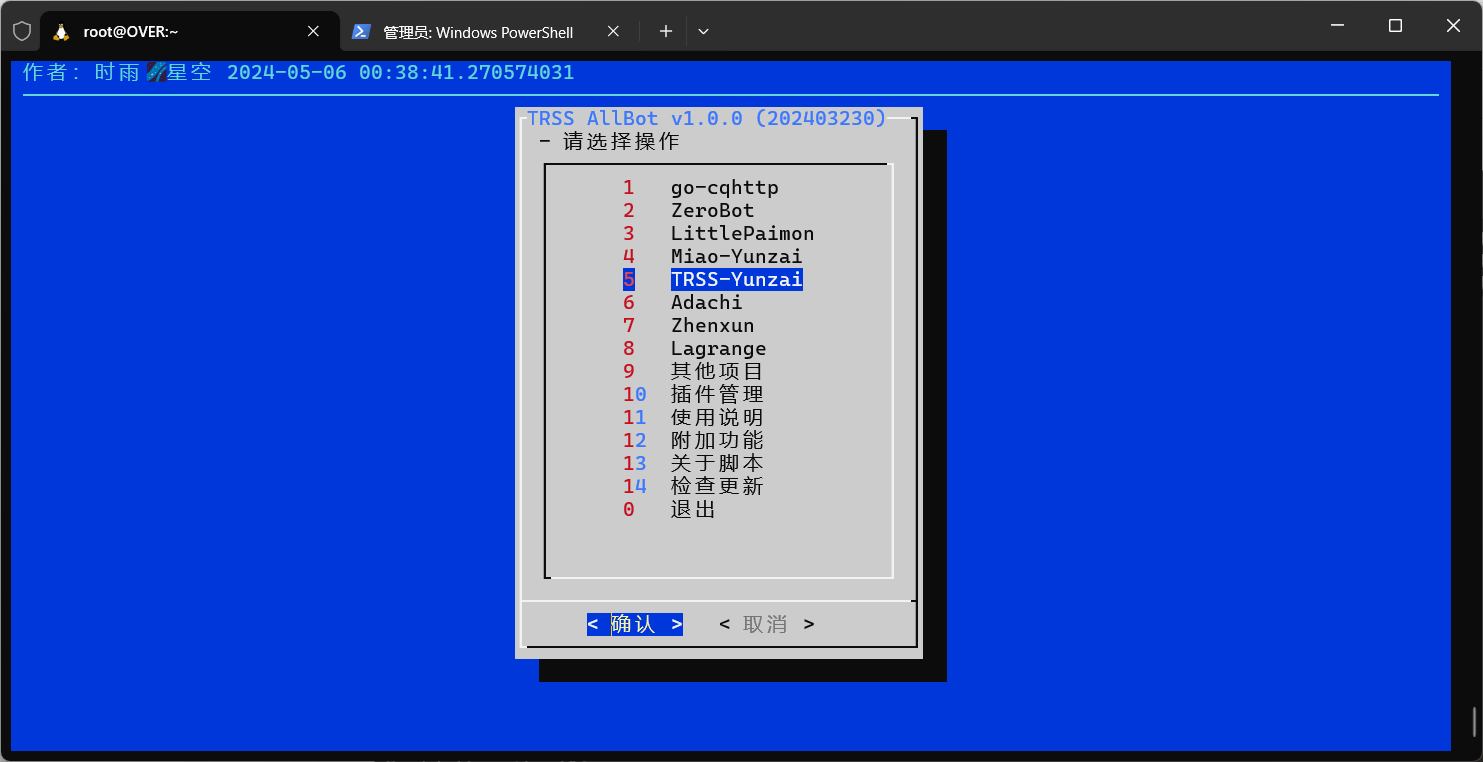 root@OVER:~ 管理员: Windows PowerShell
作者：时雨🌌星空 2024-05-06 00:38:41.270574031
TRSS AllBot v1.0.0 (202403230)
- 请选择操作
1 go-cqhttp
2 ZeroBot
3 LittlePaimon
4 Miao-Yunzai
5 TRSS-Yunzai
6 Adachi
7 Zhenxun
8 Lagrange
9 其他项目
10 插件管理
11 使用说明
12 附加功能
13 关于脚本
14 检查更新
0 退出
< 确认 > < 取消 >